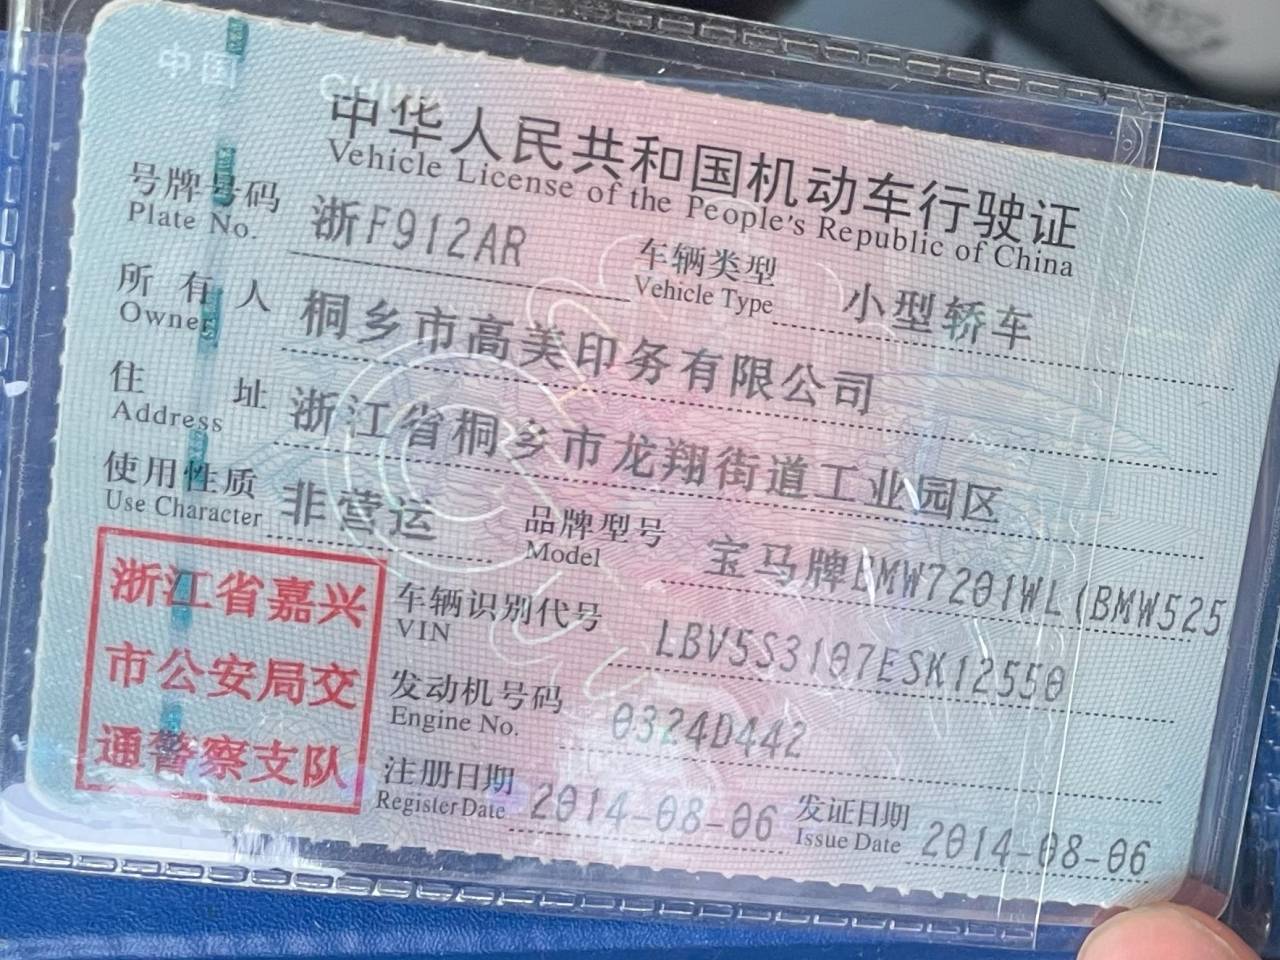 中国 CHINA
中华人民共和国机动车行驶证
Vehicle License of the People's Republic of China
号牌号码 浙F912AR 车辆类型 小型轿车
Plate No. Vehicle Type
所有人 桐乡市高美印务有限公司
Owner
住址 浙江省桐乡市龙翔街道工业园区
Address
使用性质 非营运 品牌型号 宝马牌BMW7201WL(BMW525
Use Character Model
浙江省嘉兴
市公安局交
通警察支队
车辆识别代号 LBV5S3107ESK12550
VIN
发动机号码 0324D442
Engine No.
注册日期 2014-08-06 发证日期 2014-08-06
Register Date Issue Date